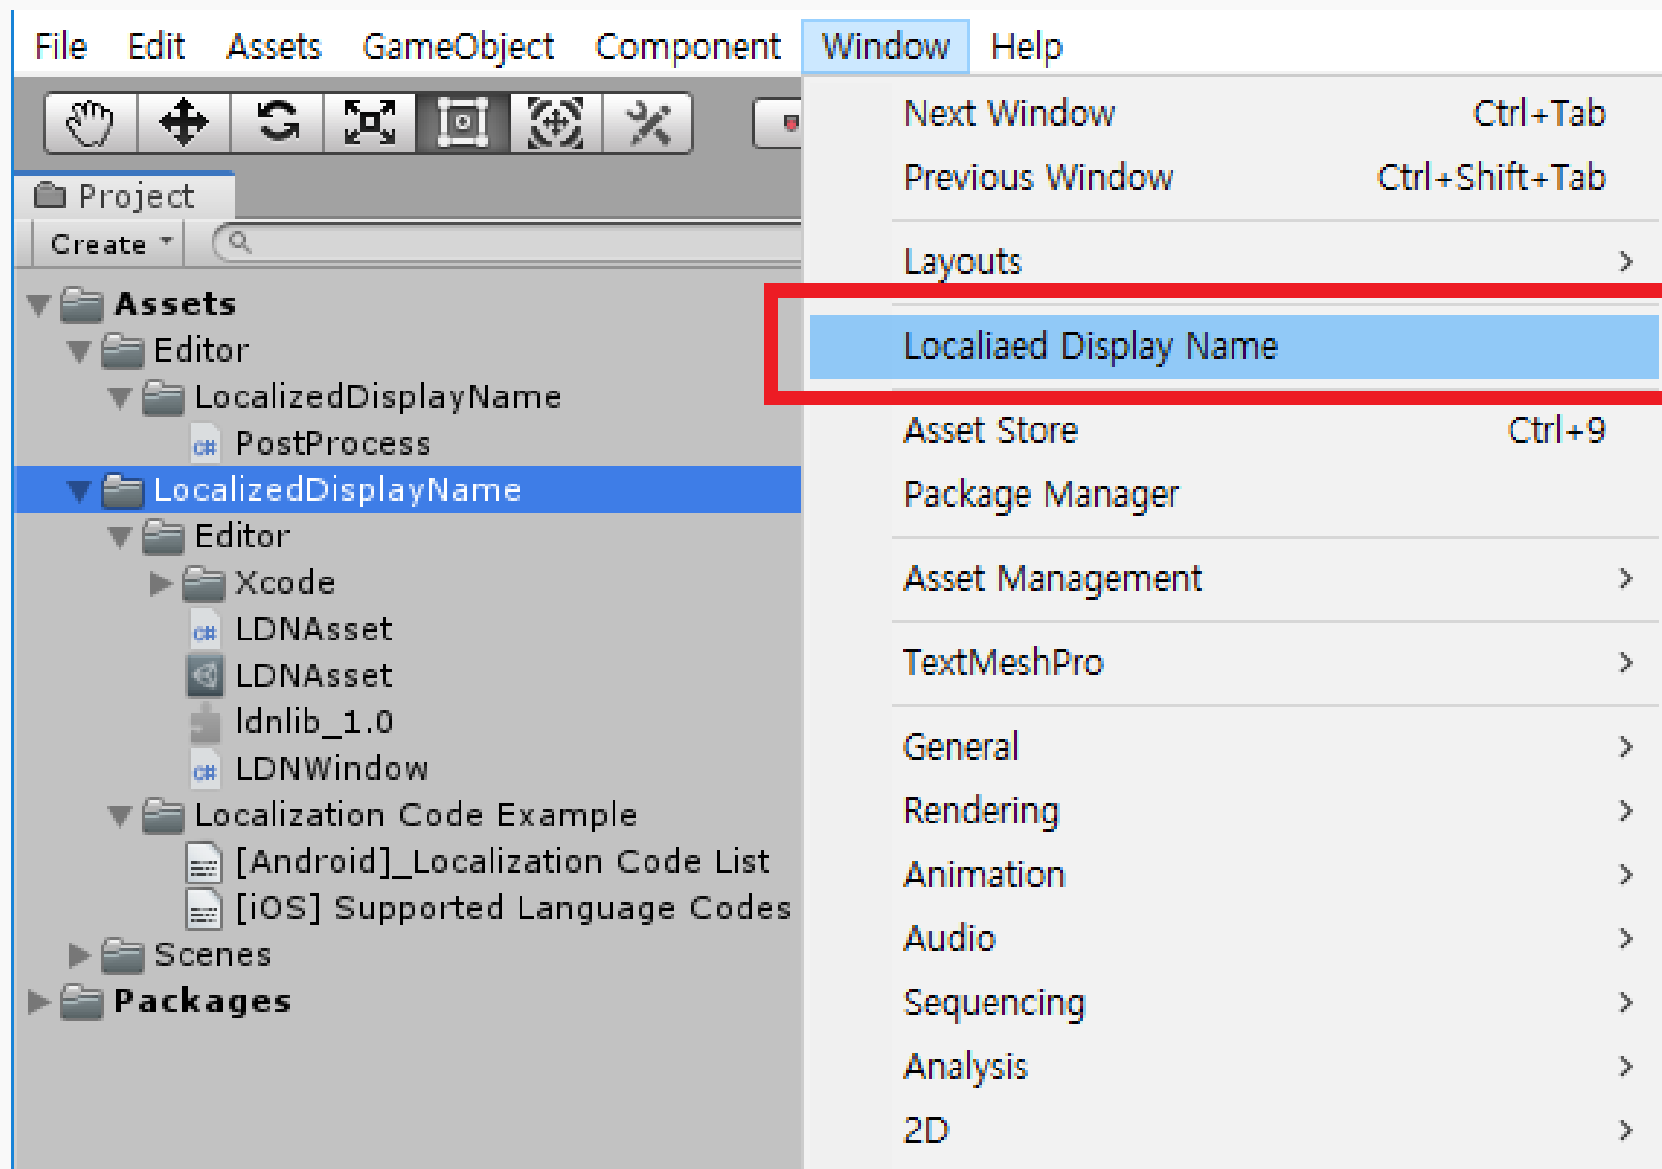 File Edit Assets GameObject Component Window Help
Project
Create
Assets
Editor
LocalizedDisplayName
PostProcess
LocalizedDisplayName
Editor
Xcode
LDNAsset
LDNAsset
ldnlib_1.0
LDNWindow
Localization Code Example
[Android]_Localization Code List
[iOS] Supported Language Codes
Scenes
Packages
Next Window Ctrl+Tab
Previous Window Ctrl+Shift+Tab
Layouts
Localiaed Display Name
Asset Store Ctrl+9
Package Manager
Asset Management
TextMeshPro
General
Rendering
Animation
Audio
Sequencing
Analysis
2D